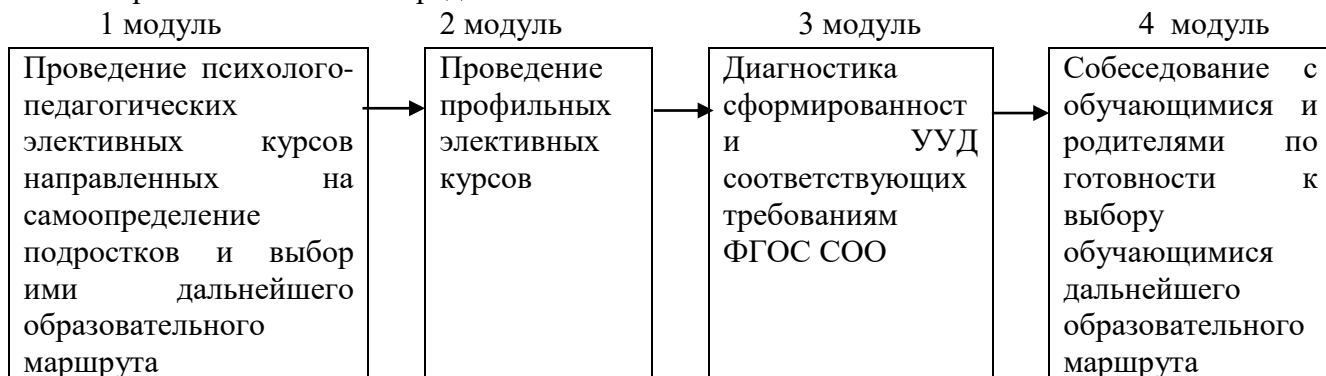 1 модуль
2 модуль
3 модуль
4 модуль
Проведение психолого-
педагогических
элективных курсов
направленных на
самоопределение
подростков и выбор
ими дальнейшего
образовательного
маршрута
Проведение
профильных
элективных
курсов
Диагностика
сформированност
и УУД
соответствующих
требованиям
ФГОС СОО
Собеседование с
обучающимися и
родителями по
готовности к
выбору
обучающимися
дальнейшего
образовательного
маршрута